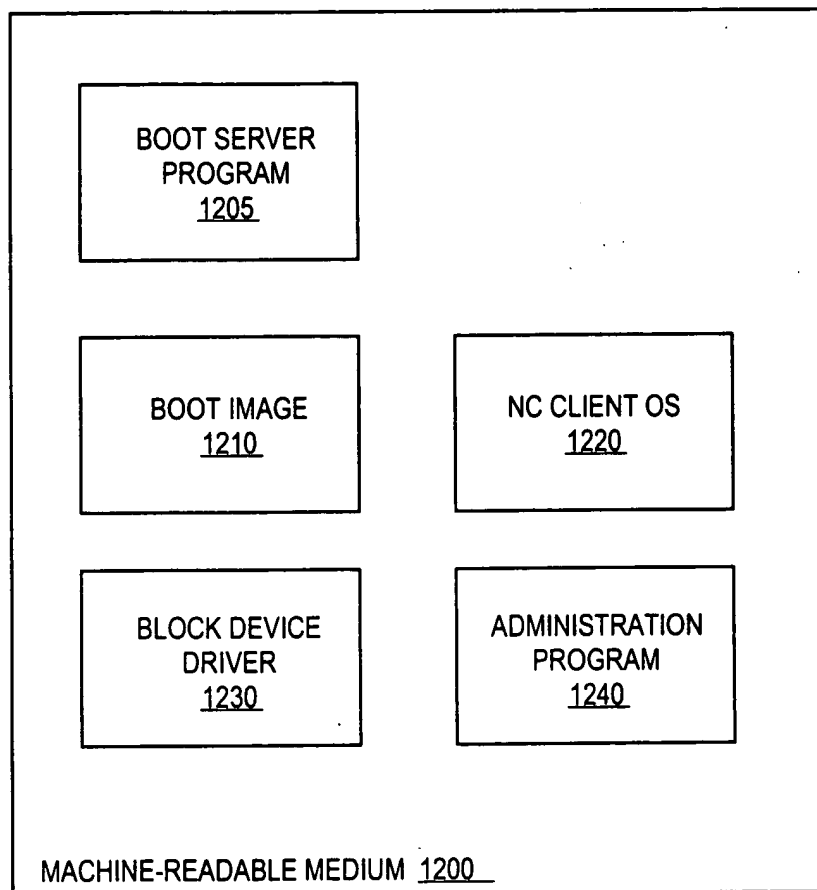 BOOT SERVER
PROGRAM
1205
BOOT IMAGE
1210
NC CLIENT OS
1220
BLOCK DEVICE
DRIVER
1230
ADMINISTRATION
PROGRAM
1240
MACHINE-READABLE MEDIUM 1200